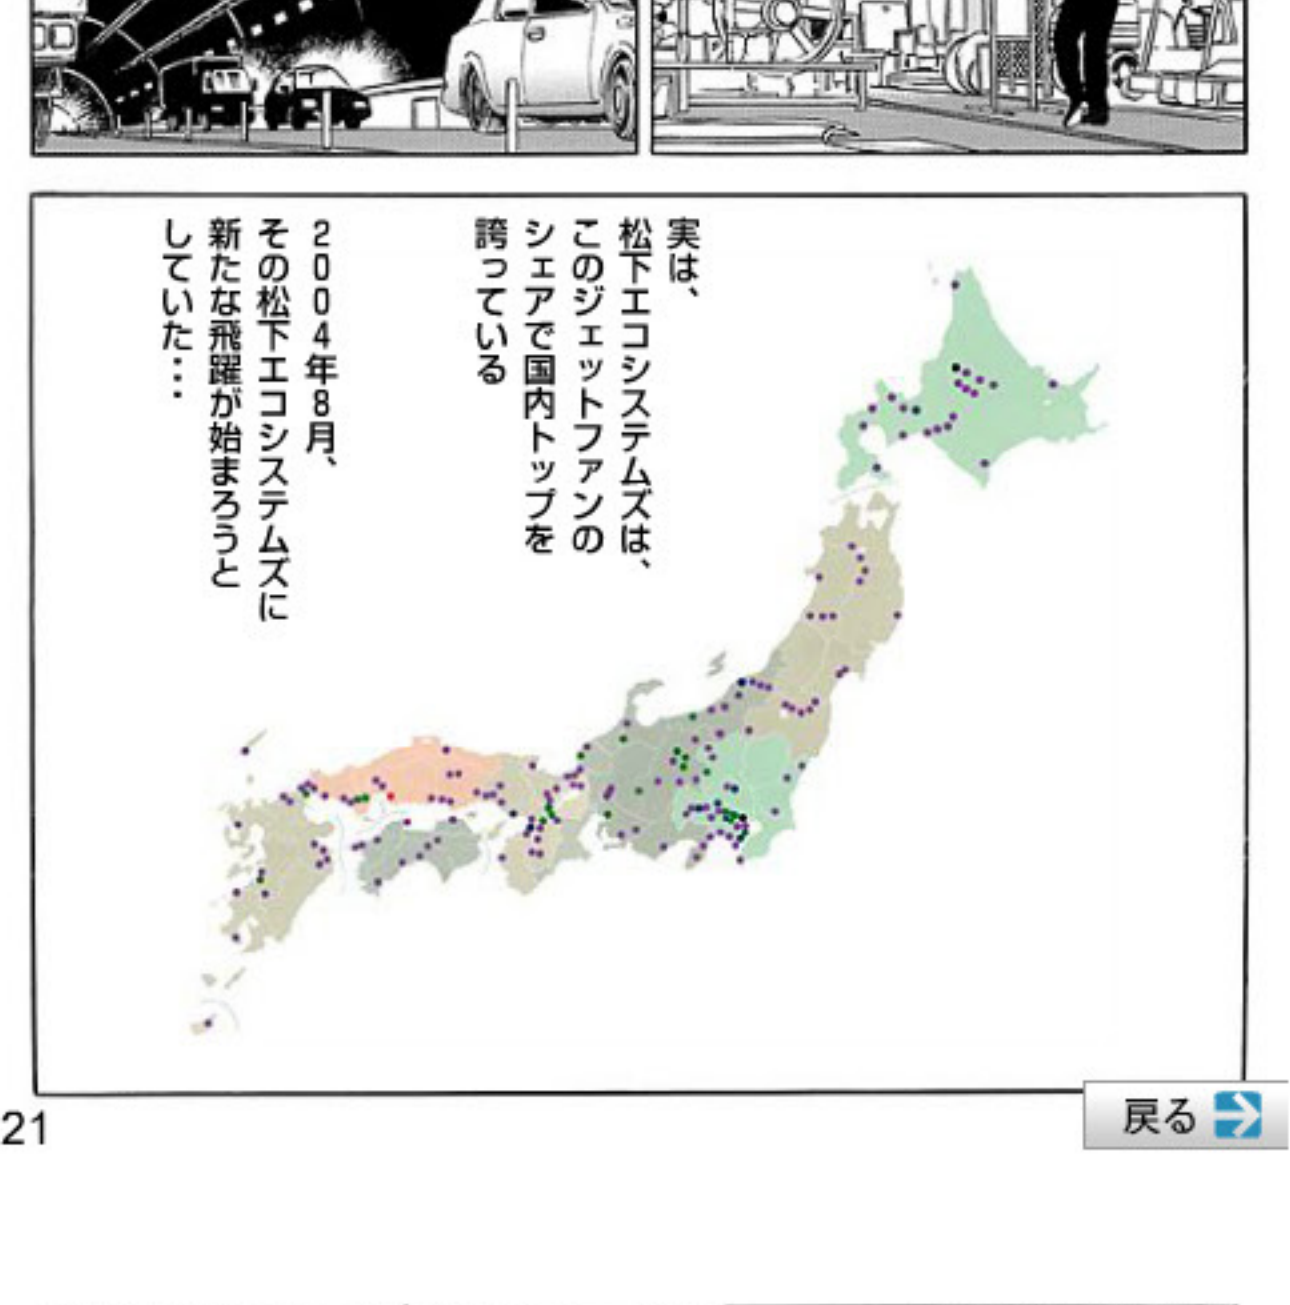 実は、
松下エコシステムズは、
このジェットファンの
シェアで国内トップを
誇っている
２００４年８月、
その松下エコシステムズに
新たな飛躍が始まろうと
していた・・・
21
戻る